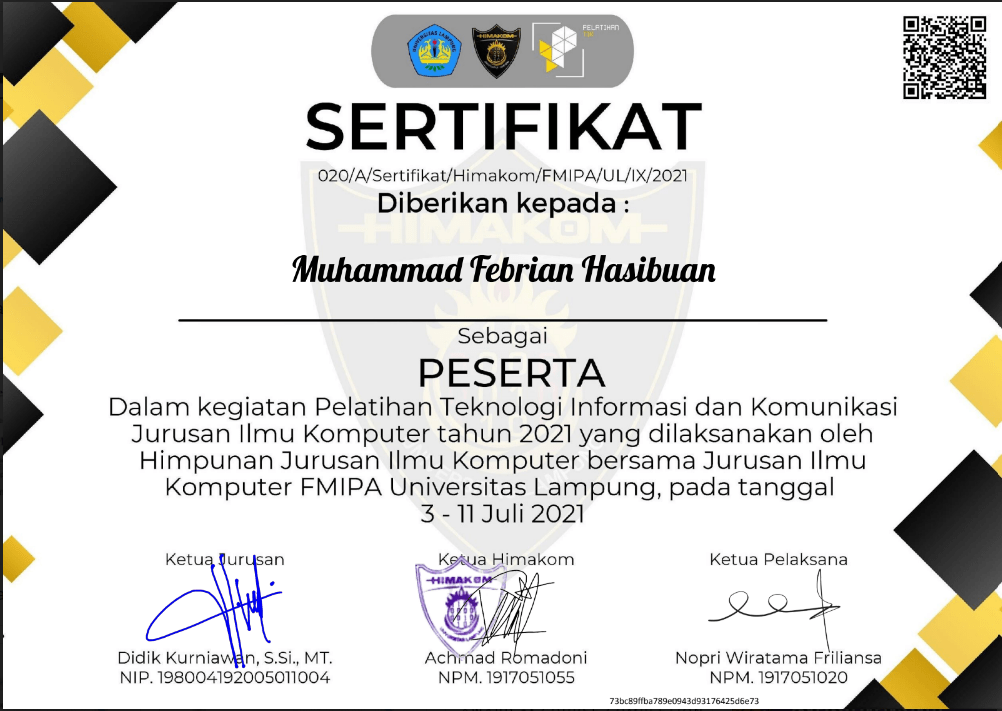 UNIVERSITAS LAMPUNG
HIMAKOM
PELATIHAN
TIK
SERTIFIKAT
020/A/Sertifikat/Himakom/FMIPA/UL/IX/2021
Diberikan kepada :
HIMAKOM
Muhammad Febrian Hasibuan
Sebagai
PESERTA
Dalam kegiatan Pelatihan Teknologi Informasi dan Komunikasi
Jurusan Ilmu Komputer tahun 2021 yang dilaksanakan oleh
Himpunan Jurusan Ilmu Komputer bersama Jurusan Ilmu
Komputer FMIPA Universitas Lampung, pada tanggal
3 - 11 Juli 2021
Ketua Jurusan
Ketua Himakom
Ketua Pelaksana
HIMAKOM
Didik Kurniawan, S.Si., MT.
Achmad Romadoni
Nopri Wiratama Friliansa
NIP. 198004192005011004
NPM. 1917051055
NPM. 1917051020
73bc89ffba789e0943d93176425d6e73